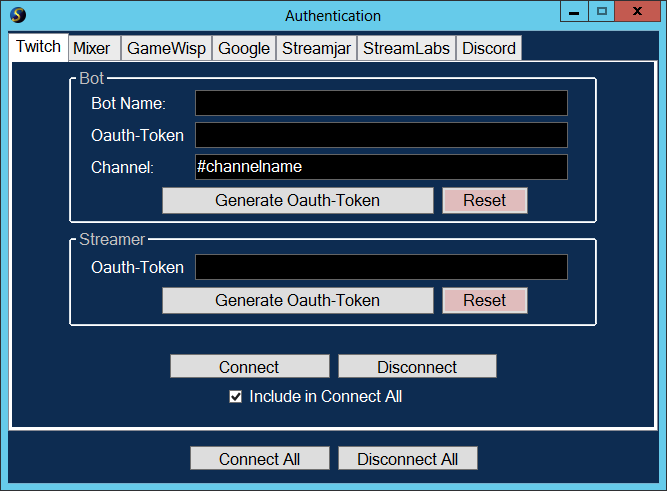 Authentication
Twitch Mixer GameWisp Google Streamjar StreamLabs Discord
Bot
Bot Name:
Oauth-Token
Channel: #channelname
Generate Oauth-Token Reset
Streamer
Oauth-Token
Generate Oauth-Token Reset
Connect Disconnect
Include in Connect All
Connect All Disconnect All